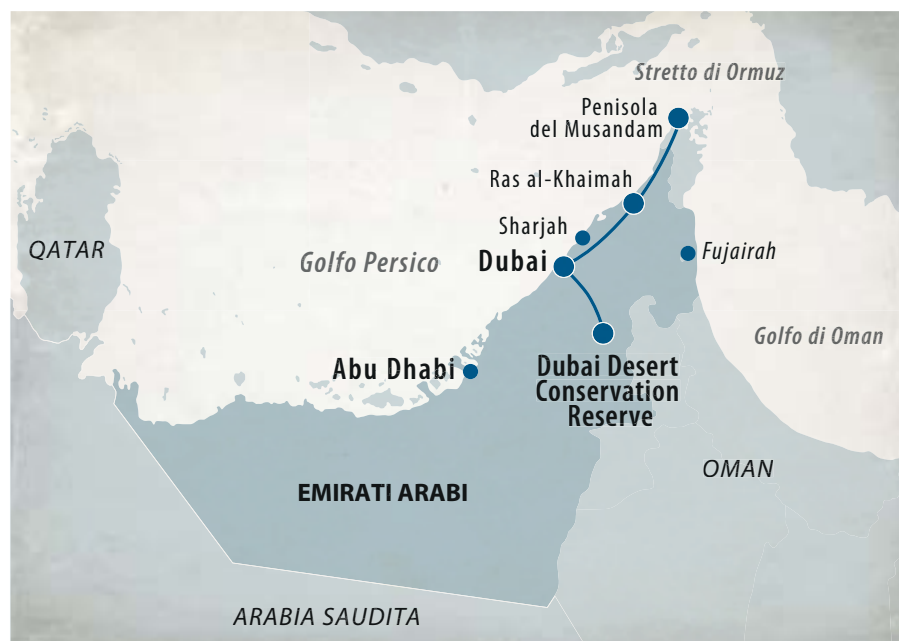 Stretto di Ormuz
Penisola
del Musandam
Ras al-Khaimah
Sharjah
QATAR
Golfo Persico
Dubai
Fujairah
Golfo di Oman
Abu Dhabi
Dubai Desert
Conservation
Reserve
OMAN
EMIRATI ARABI
ARABIA SAUDITA